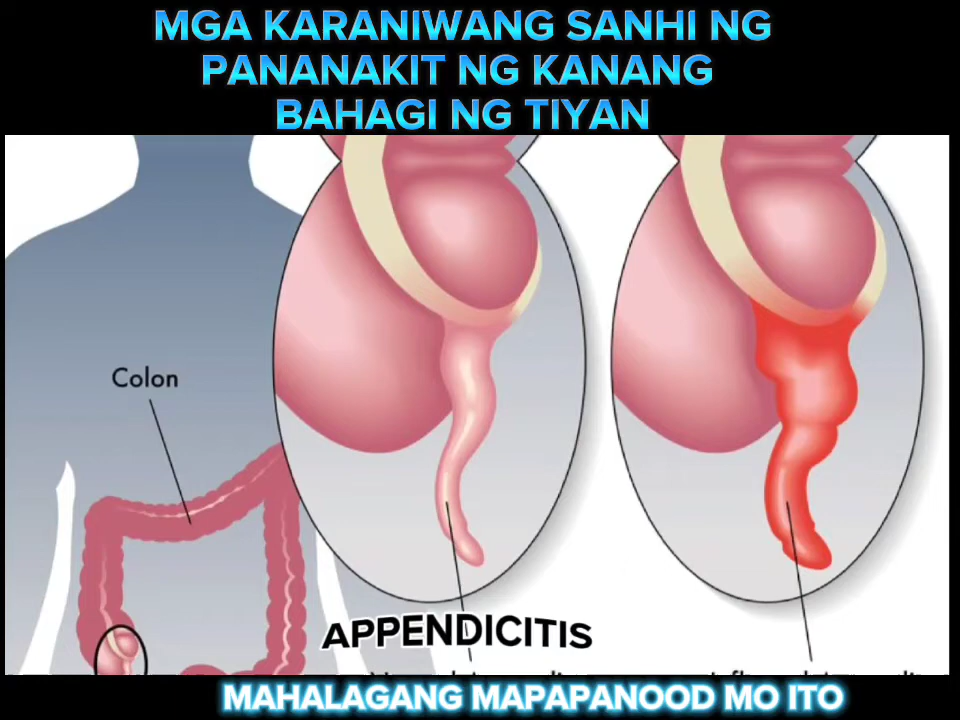 MGA KARANIWANG SANHI NG
PANANAKIT NG KANANG
BAHAGI NG TIYAN
Colon
APPENDICITIS
MAHALAGANG MAPAPANOOD MO ITO